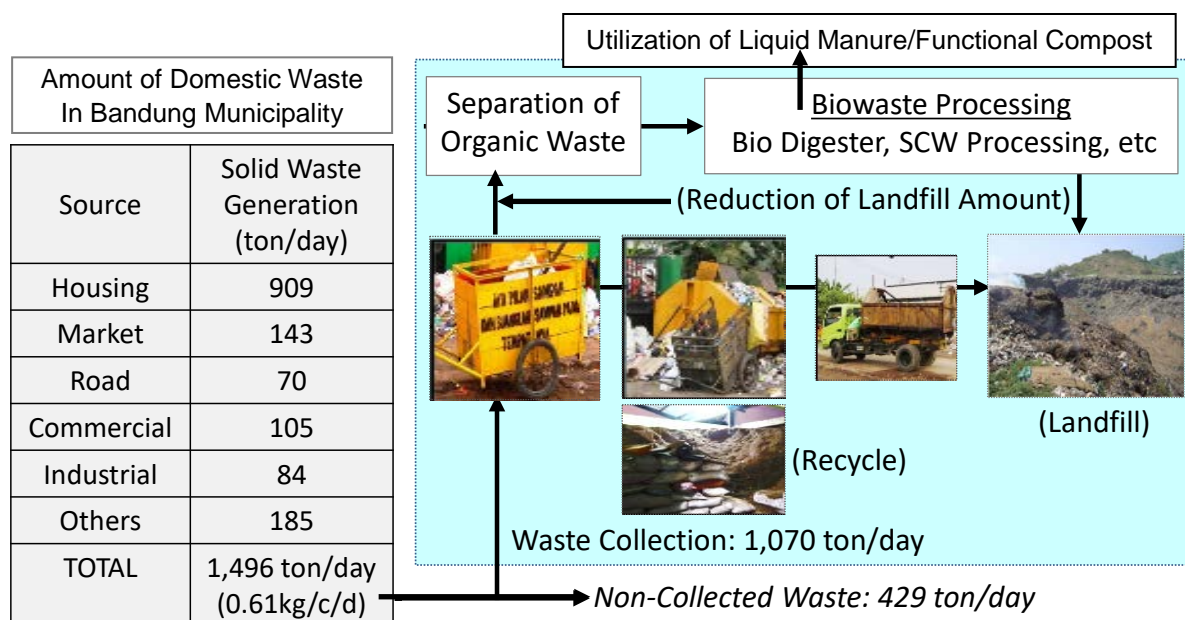 Utilization of Liquid Manure/Functional Compost
Amount of Domestic Waste
In Bandung Municipality
Separation of
Organic Waste
Biowaste Processing
Bio Digester, SCW Processing, etc
(Reduction of Landfill Amount)
Source
Solid Waste
Generation
(ton/day)
Housing
909
Market
143
Road
70
Commercial
105
Industrial
84
Others
185
TOTAL
1,496 ton/day
(0.61kg/c/d)
(Landfill)
(Recycle)
Waste Collection: 1,070 ton/day
Non-Collected Waste: 429 ton/day